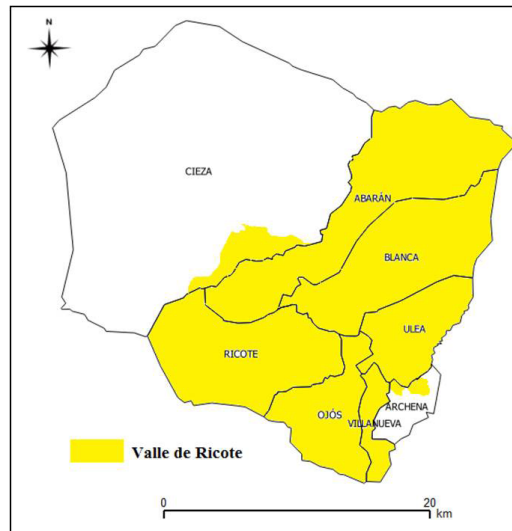 N
CIEZA
ABARÁN
BLANCA
ULEA
RICOTE
ARCHENA
OJÓS
VILLANUEVA
Valle de Ricote
0 20
km